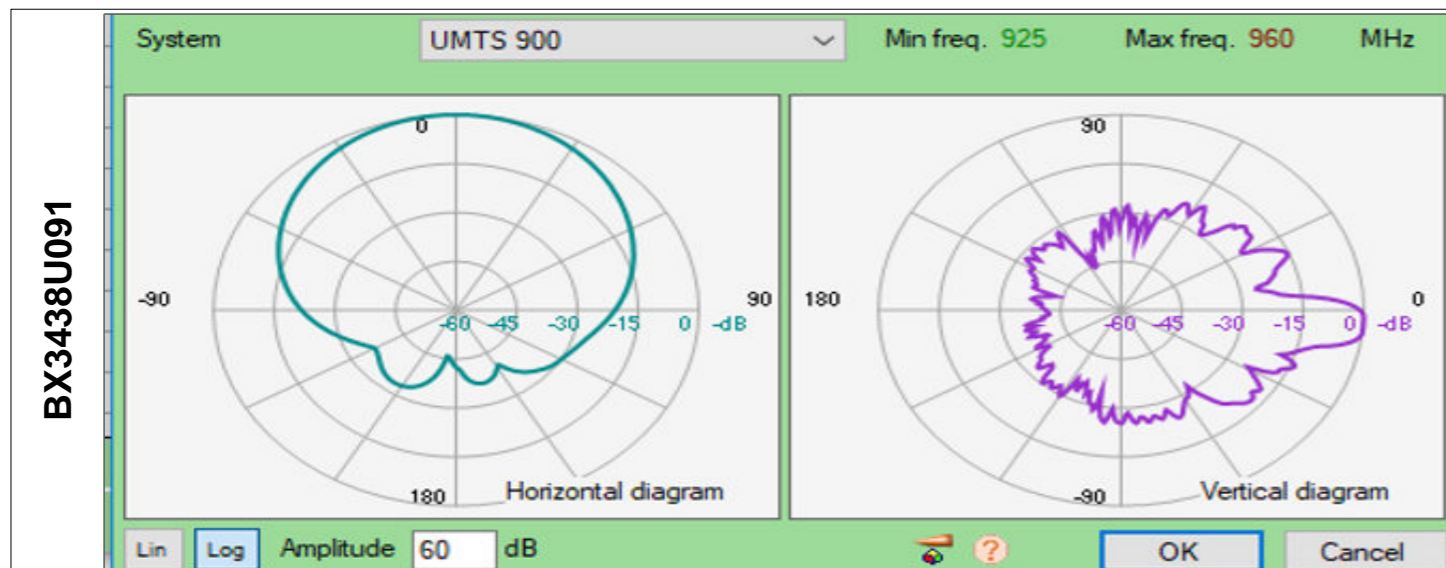 BX3438U091
System UMTS 900 Min freq. 925 Max freq. 960 MHz
0
-90 90
-60 -45 -30 -15 0 -dB
180 Horizontal diagram
90
180 0
-60 -45 -30 -15 0 -dB
-90 Vertical diagram
Lin Log Amplitude 60 dB ? OK Cancel